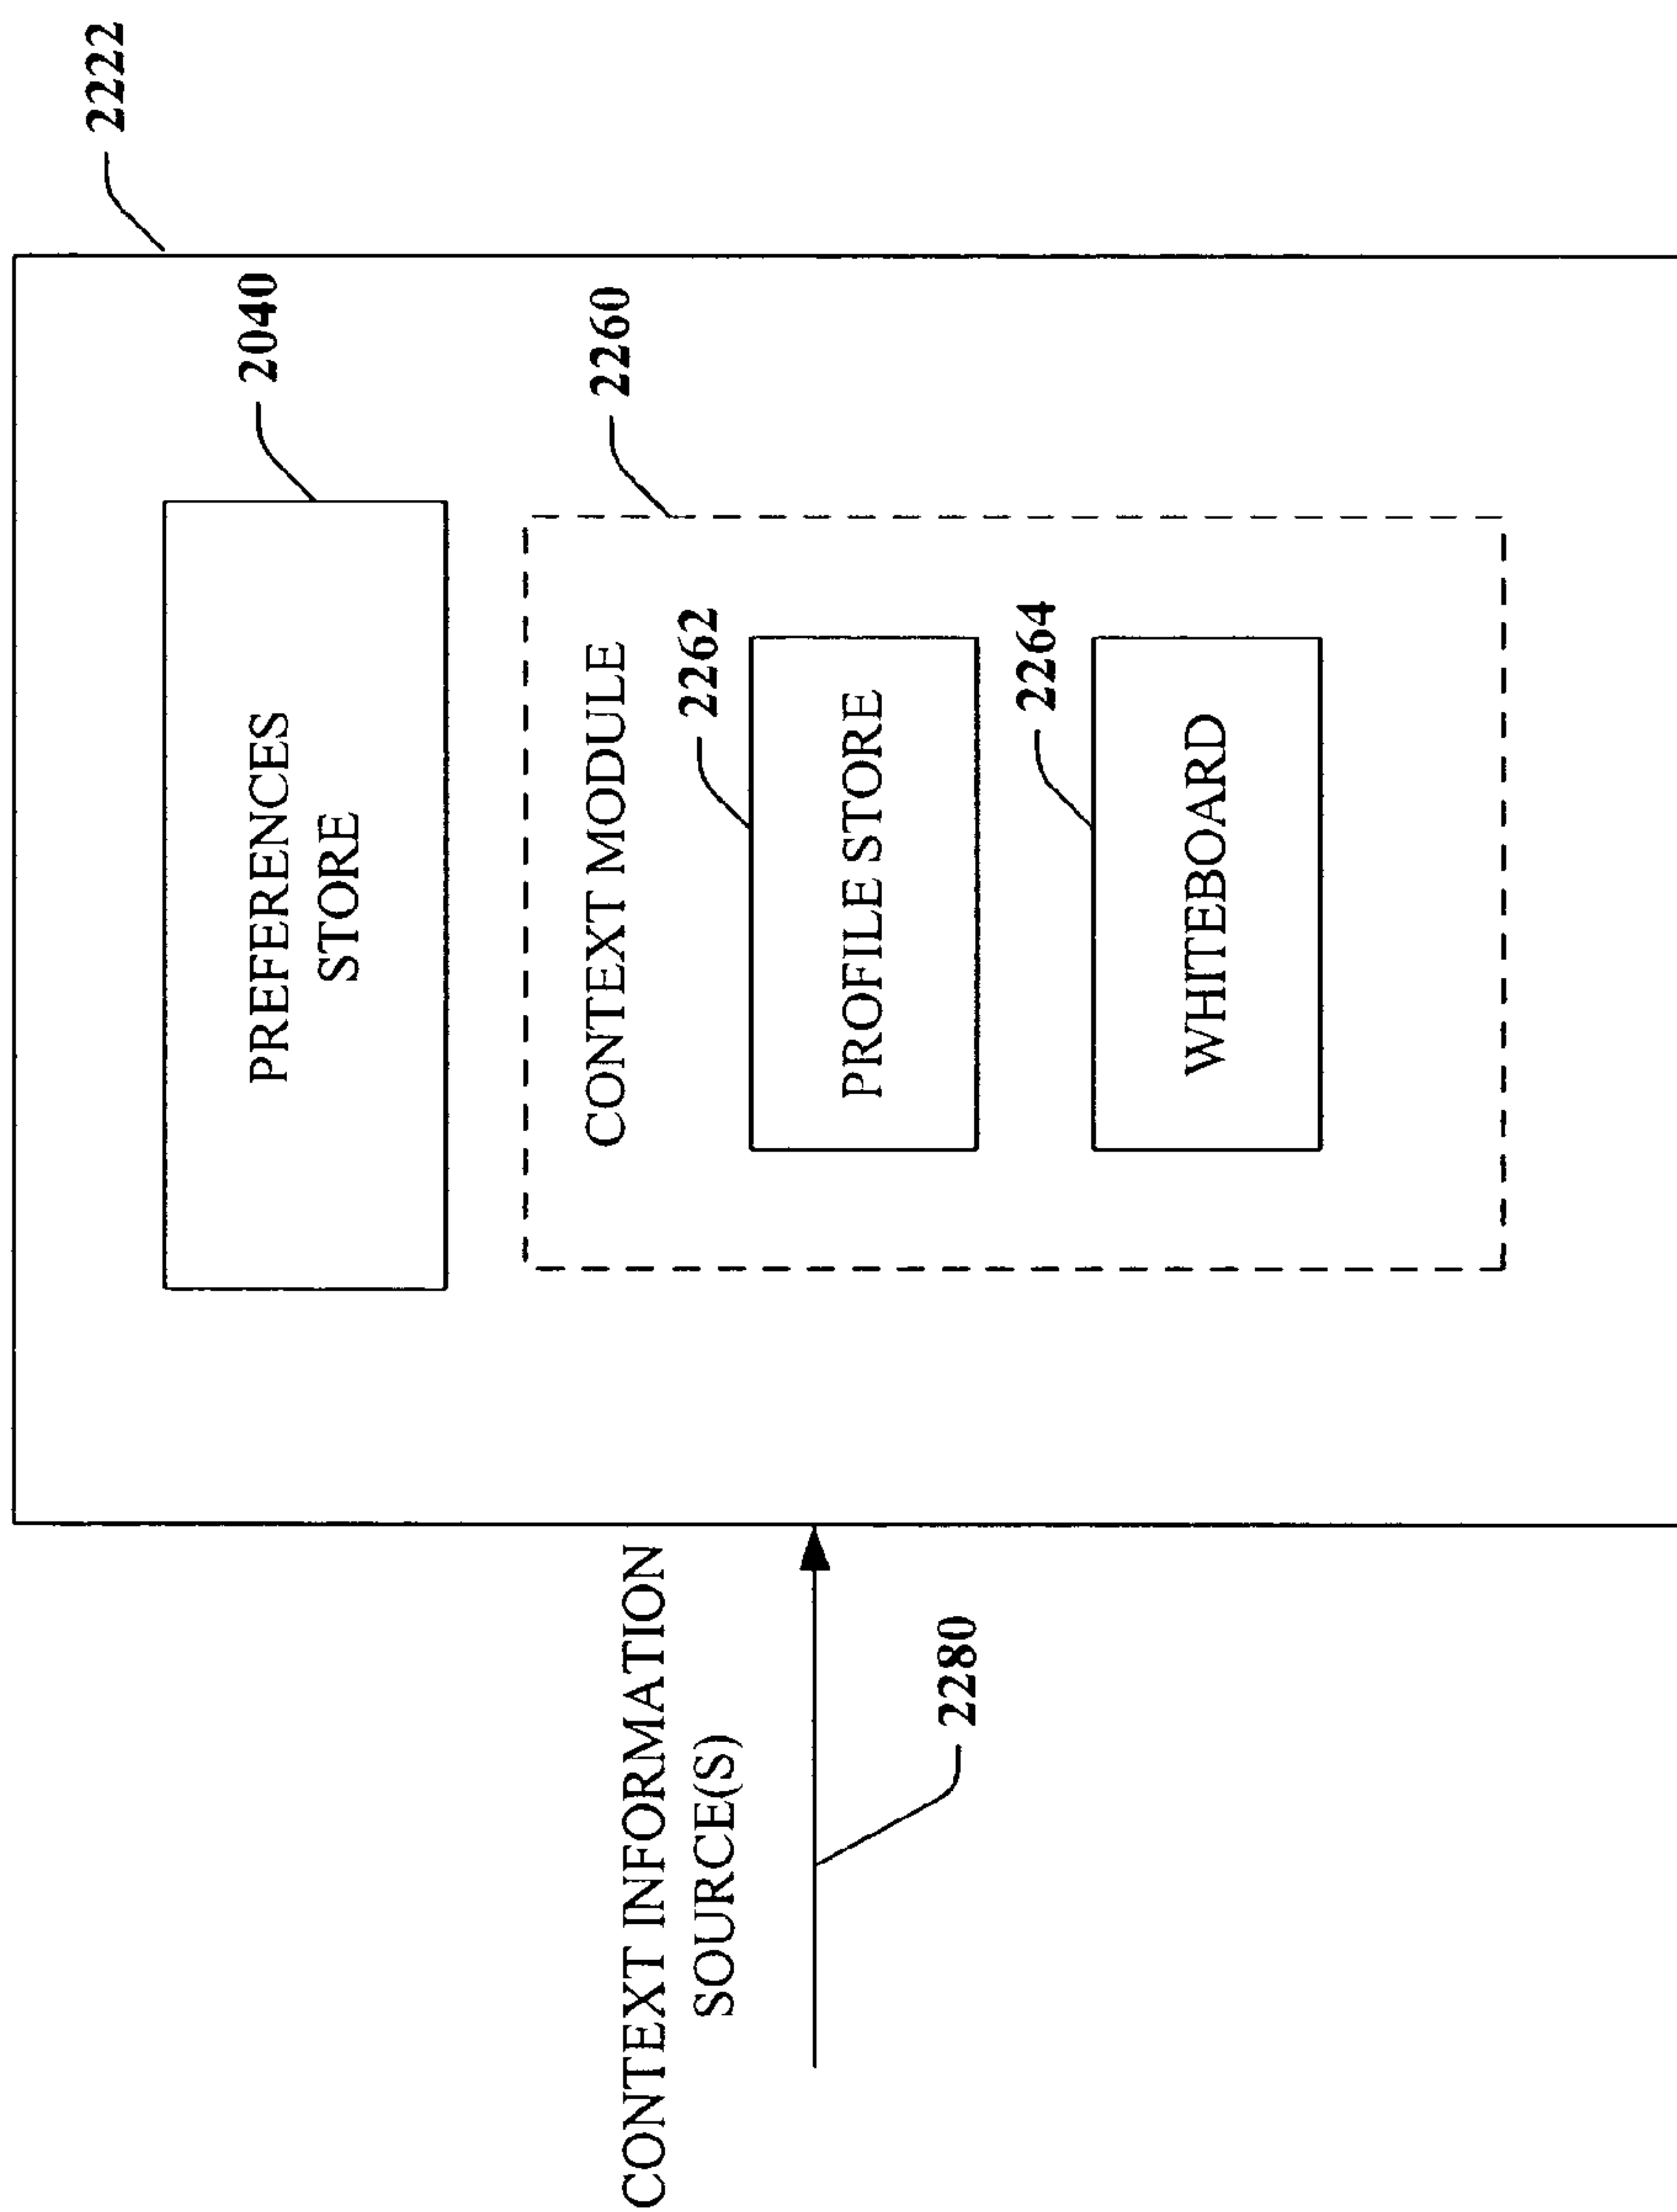 2222
2040
PREFERENCES
STORE
2260
CONTEXT MODULE
2262
PROFILE STORE
2264
WHITEBOARD
CONTEXT INFORMATION
SOURCE(S)
2280